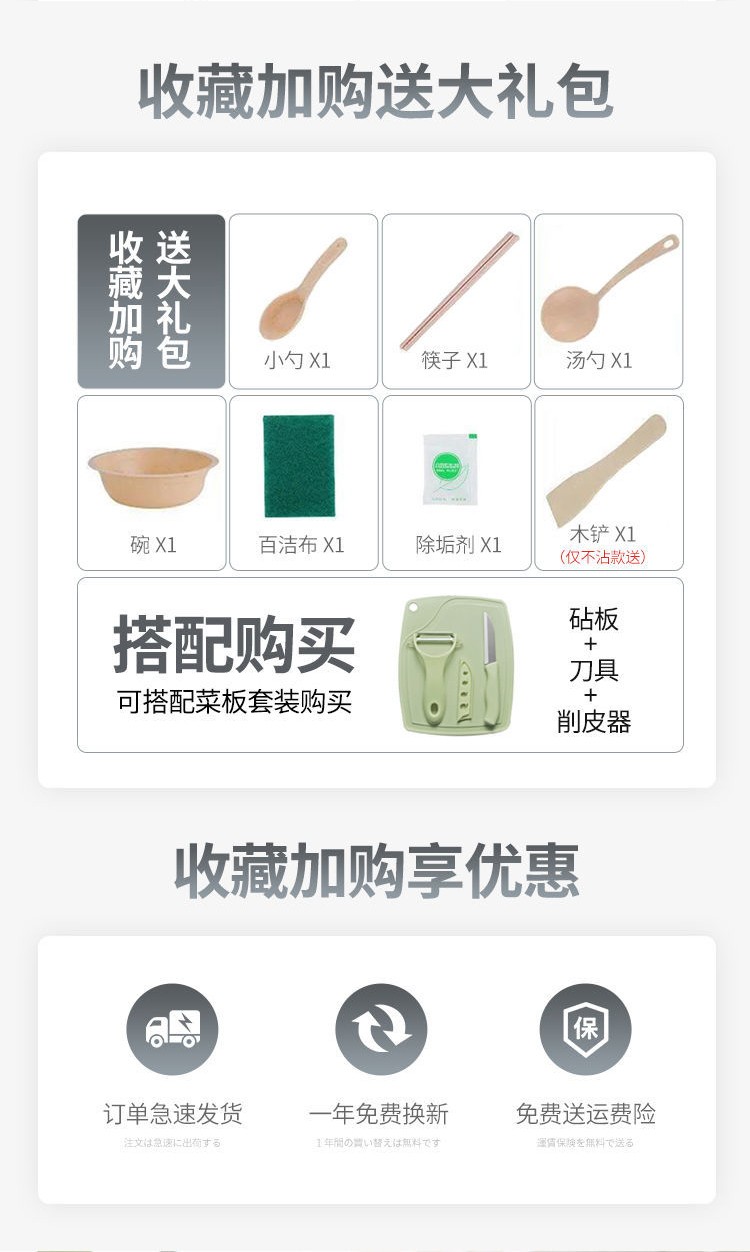 收藏加购送大礼包
收藏加购
送大礼包
小勺 X1
筷子 X1
汤勺 X1
碗 X1
百洁布 X1
除垢剂 X1
木铲 X1
(仅不沾款送)
搭配购买
可搭配菜板套装购买
砧板
+
刀具
+
削皮器
收藏加购享优惠
保
订单急速发货
一年免费换新
免费送运费险
注文は急速に出荷する
1 年間の買い替えは無料です
運賃保険を無料で送る